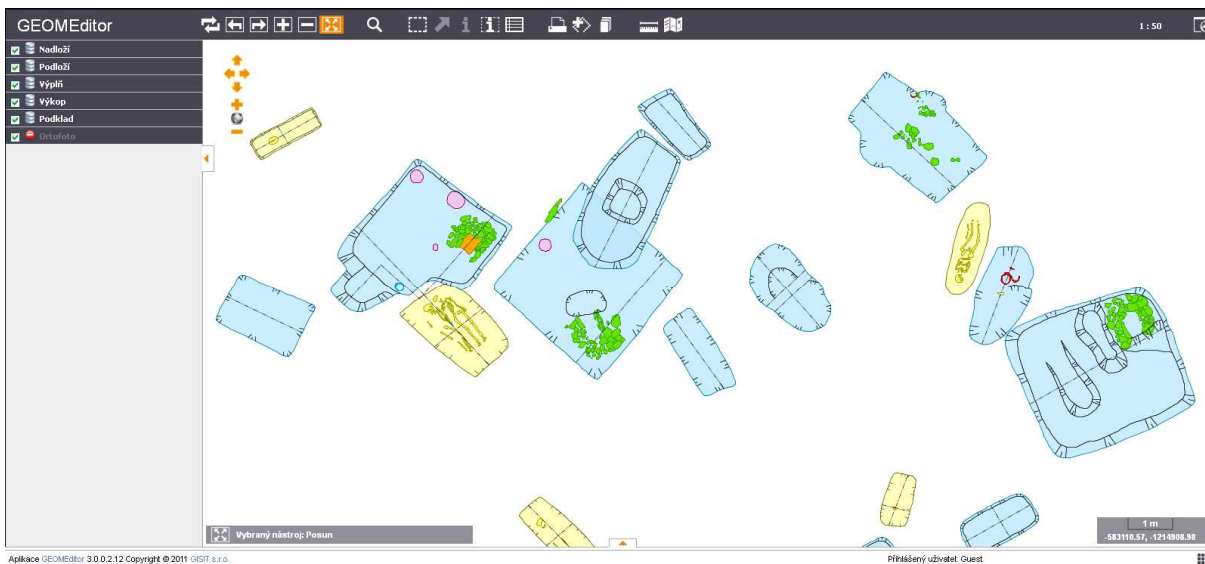 GEOMEditor
1 : 50
Nadloží
Podloží
Výplň
Výkop
Podklad
Ortofoto
Vybraný nástroj: Posun
1 m
-583110.57, -1214908.98
Aplikace GEOMEditor 3.0.0.2.12 Copyright © 2011 GISIT s.r.o.
Přihlášený uživatel: Guest